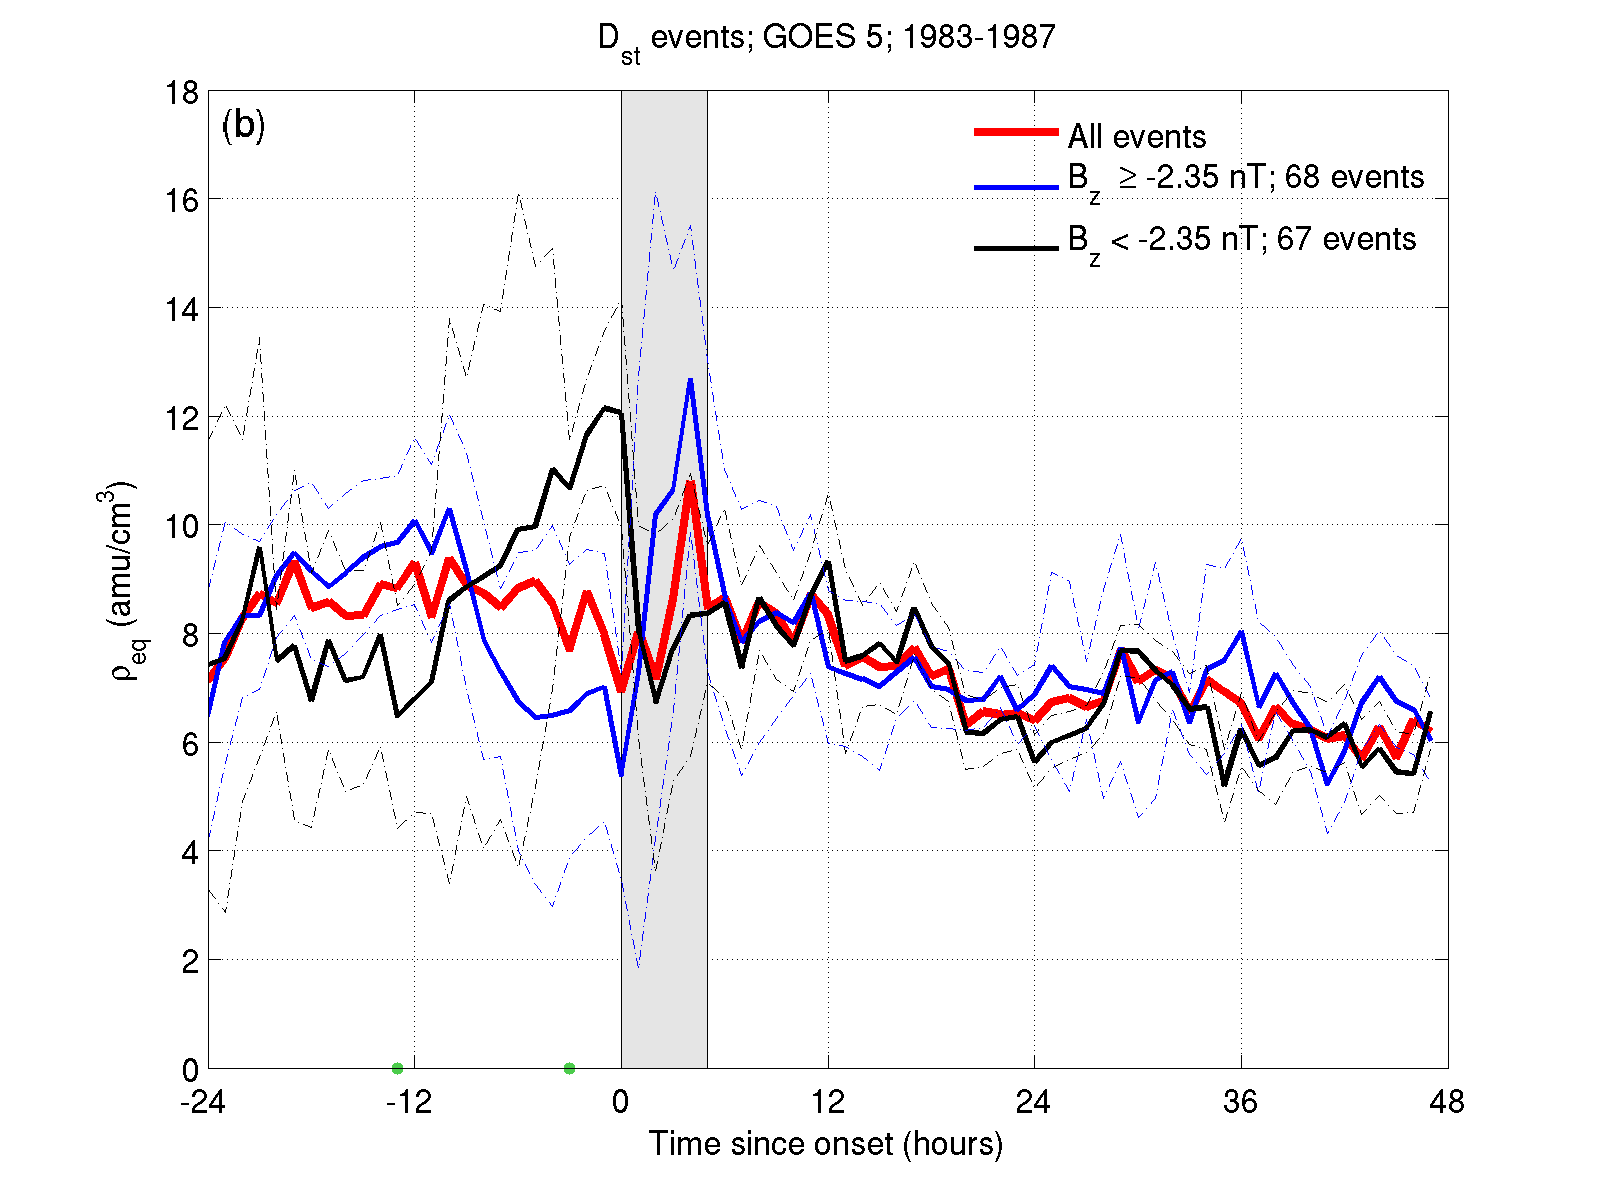 D_st events; GOES 5; 1983-1987
(b)
All events
B_z ≥ -2.35 nT; 68 events
B_z < -2.35 nT; 67 events
18
16
14
12
10
8
6
4
2
0
ρ_eq (amu/cm^3)
-24 -12 0 12 24 36 48
Time since onset (hours)